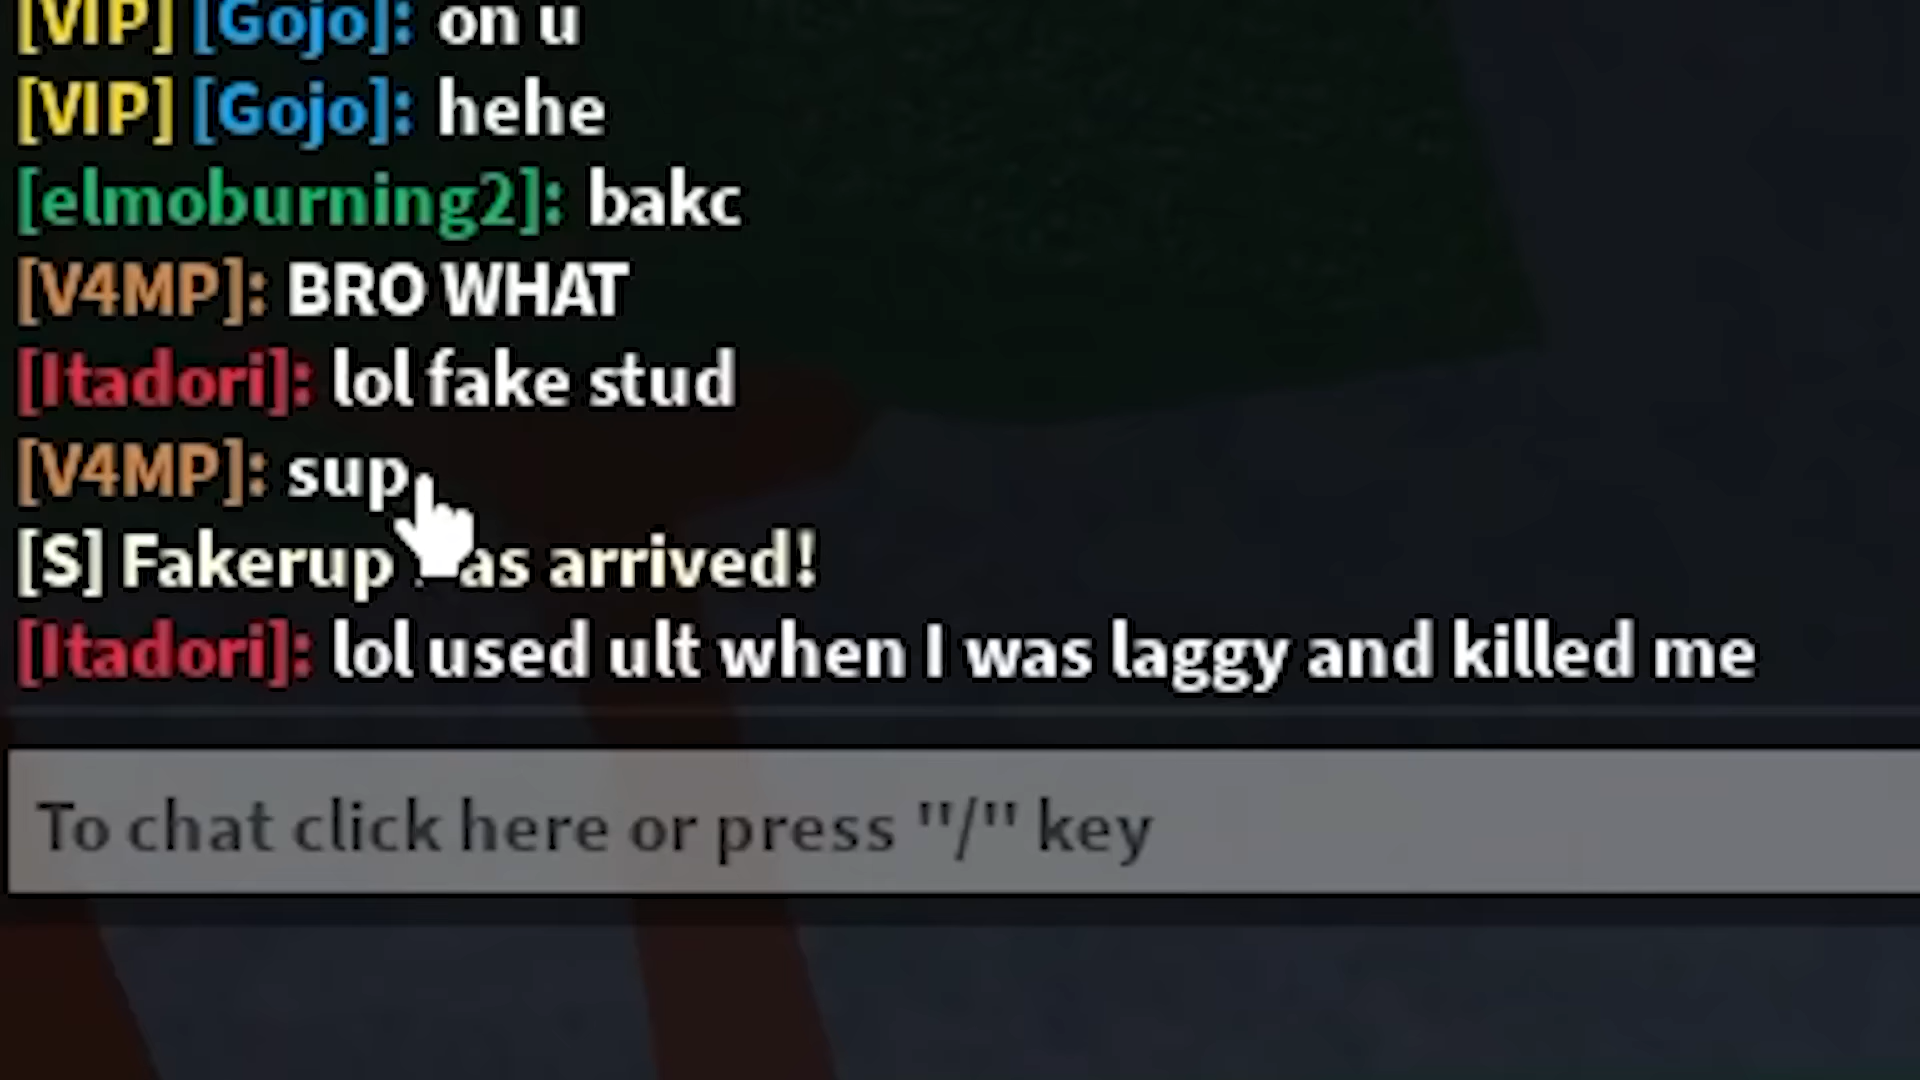 [VIP] [Gojo]: on u
[VIP] [Gojo]: hehe
[elmoburning2]: bakc
[V4MP]: BRO WHAT
[Itadori]: lol fake stud
[V4MP]: sup
[S] Fakerup arrived!
[Itadori]: lol used ult when I was laggy and killed me
To chat click here or press "/" key